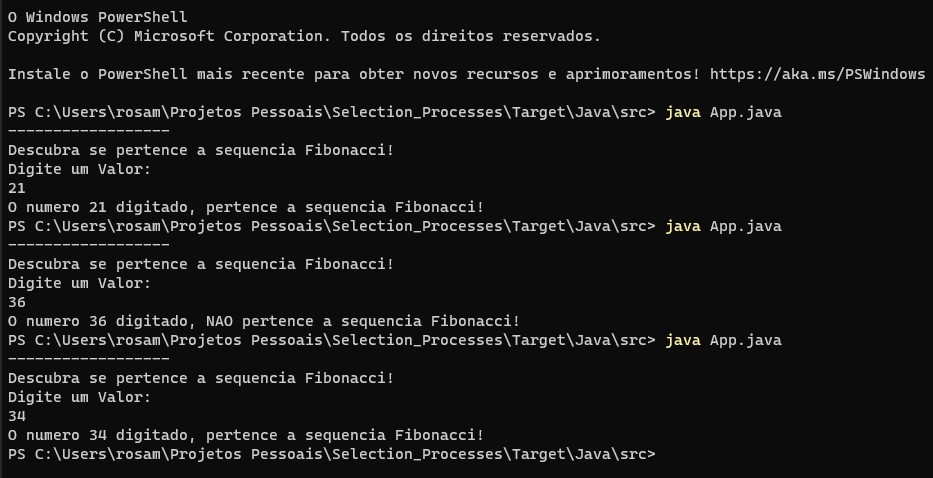 O Windows PowerShell
Copyright (C) Microsoft Corporation. Todos os direitos reservados.
Instale o PowerShell mais recente para obter novos recursos e aprimoramentos! https://aka.ms/PSWindows
PS C:\Users\rosam\Projetos Pessoais\Selection_Processes\Target\Java\src> java App.java
------------------
Descubra se pertence a sequencia Fibonacci!
Digite um Valor:
21
O numero 21 digitado, pertence a sequencia Fibonacci!
PS C:\Users\rosam\Projetos Pessoais\Selection_Processes\Target\Java\src> java App.java
------------------
Descubra se pertence a sequencia Fibonacci!
Digite um Valor:
36
O numero 36 digitado, NAO pertence a sequencia Fibonacci!
PS C:\Users\rosam\Projetos Pessoais\Selection_Processes\Target\Java\src> java App.java
------------------
Descubra se pertence a sequencia Fibonacci!
Digite um Valor:
34
O numero 34 digitado, pertence a sequencia Fibonacci!
PS C:\Users\rosam\Projetos Pessoais\Selection_Processes\Target\Java\src>